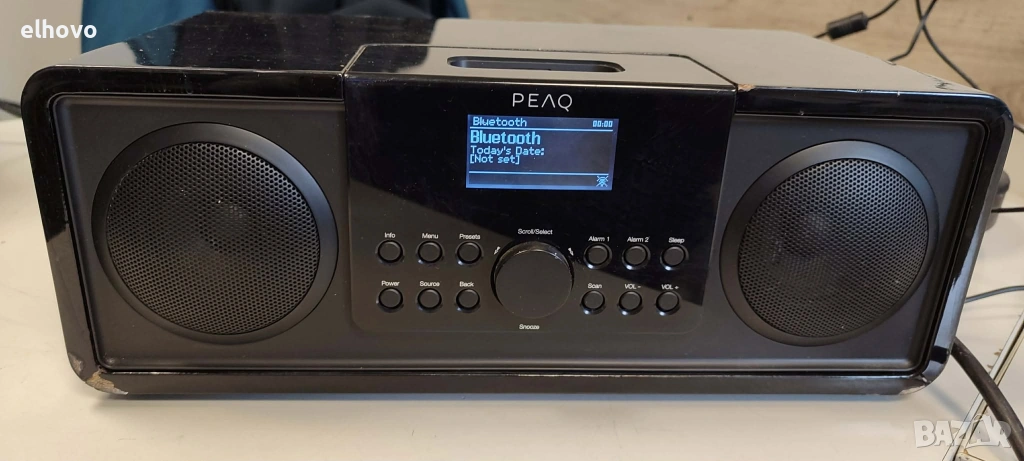 elhovo
PEAQ
Bluetooth 00:00
Bluetooth
Today's Date:
[Not set]
Info Menu Presets Scroll/Select Alarm 1 Alarm 2 Sleep
Power Source Back Scan VOL - VOL +
Snooze
BAZAR